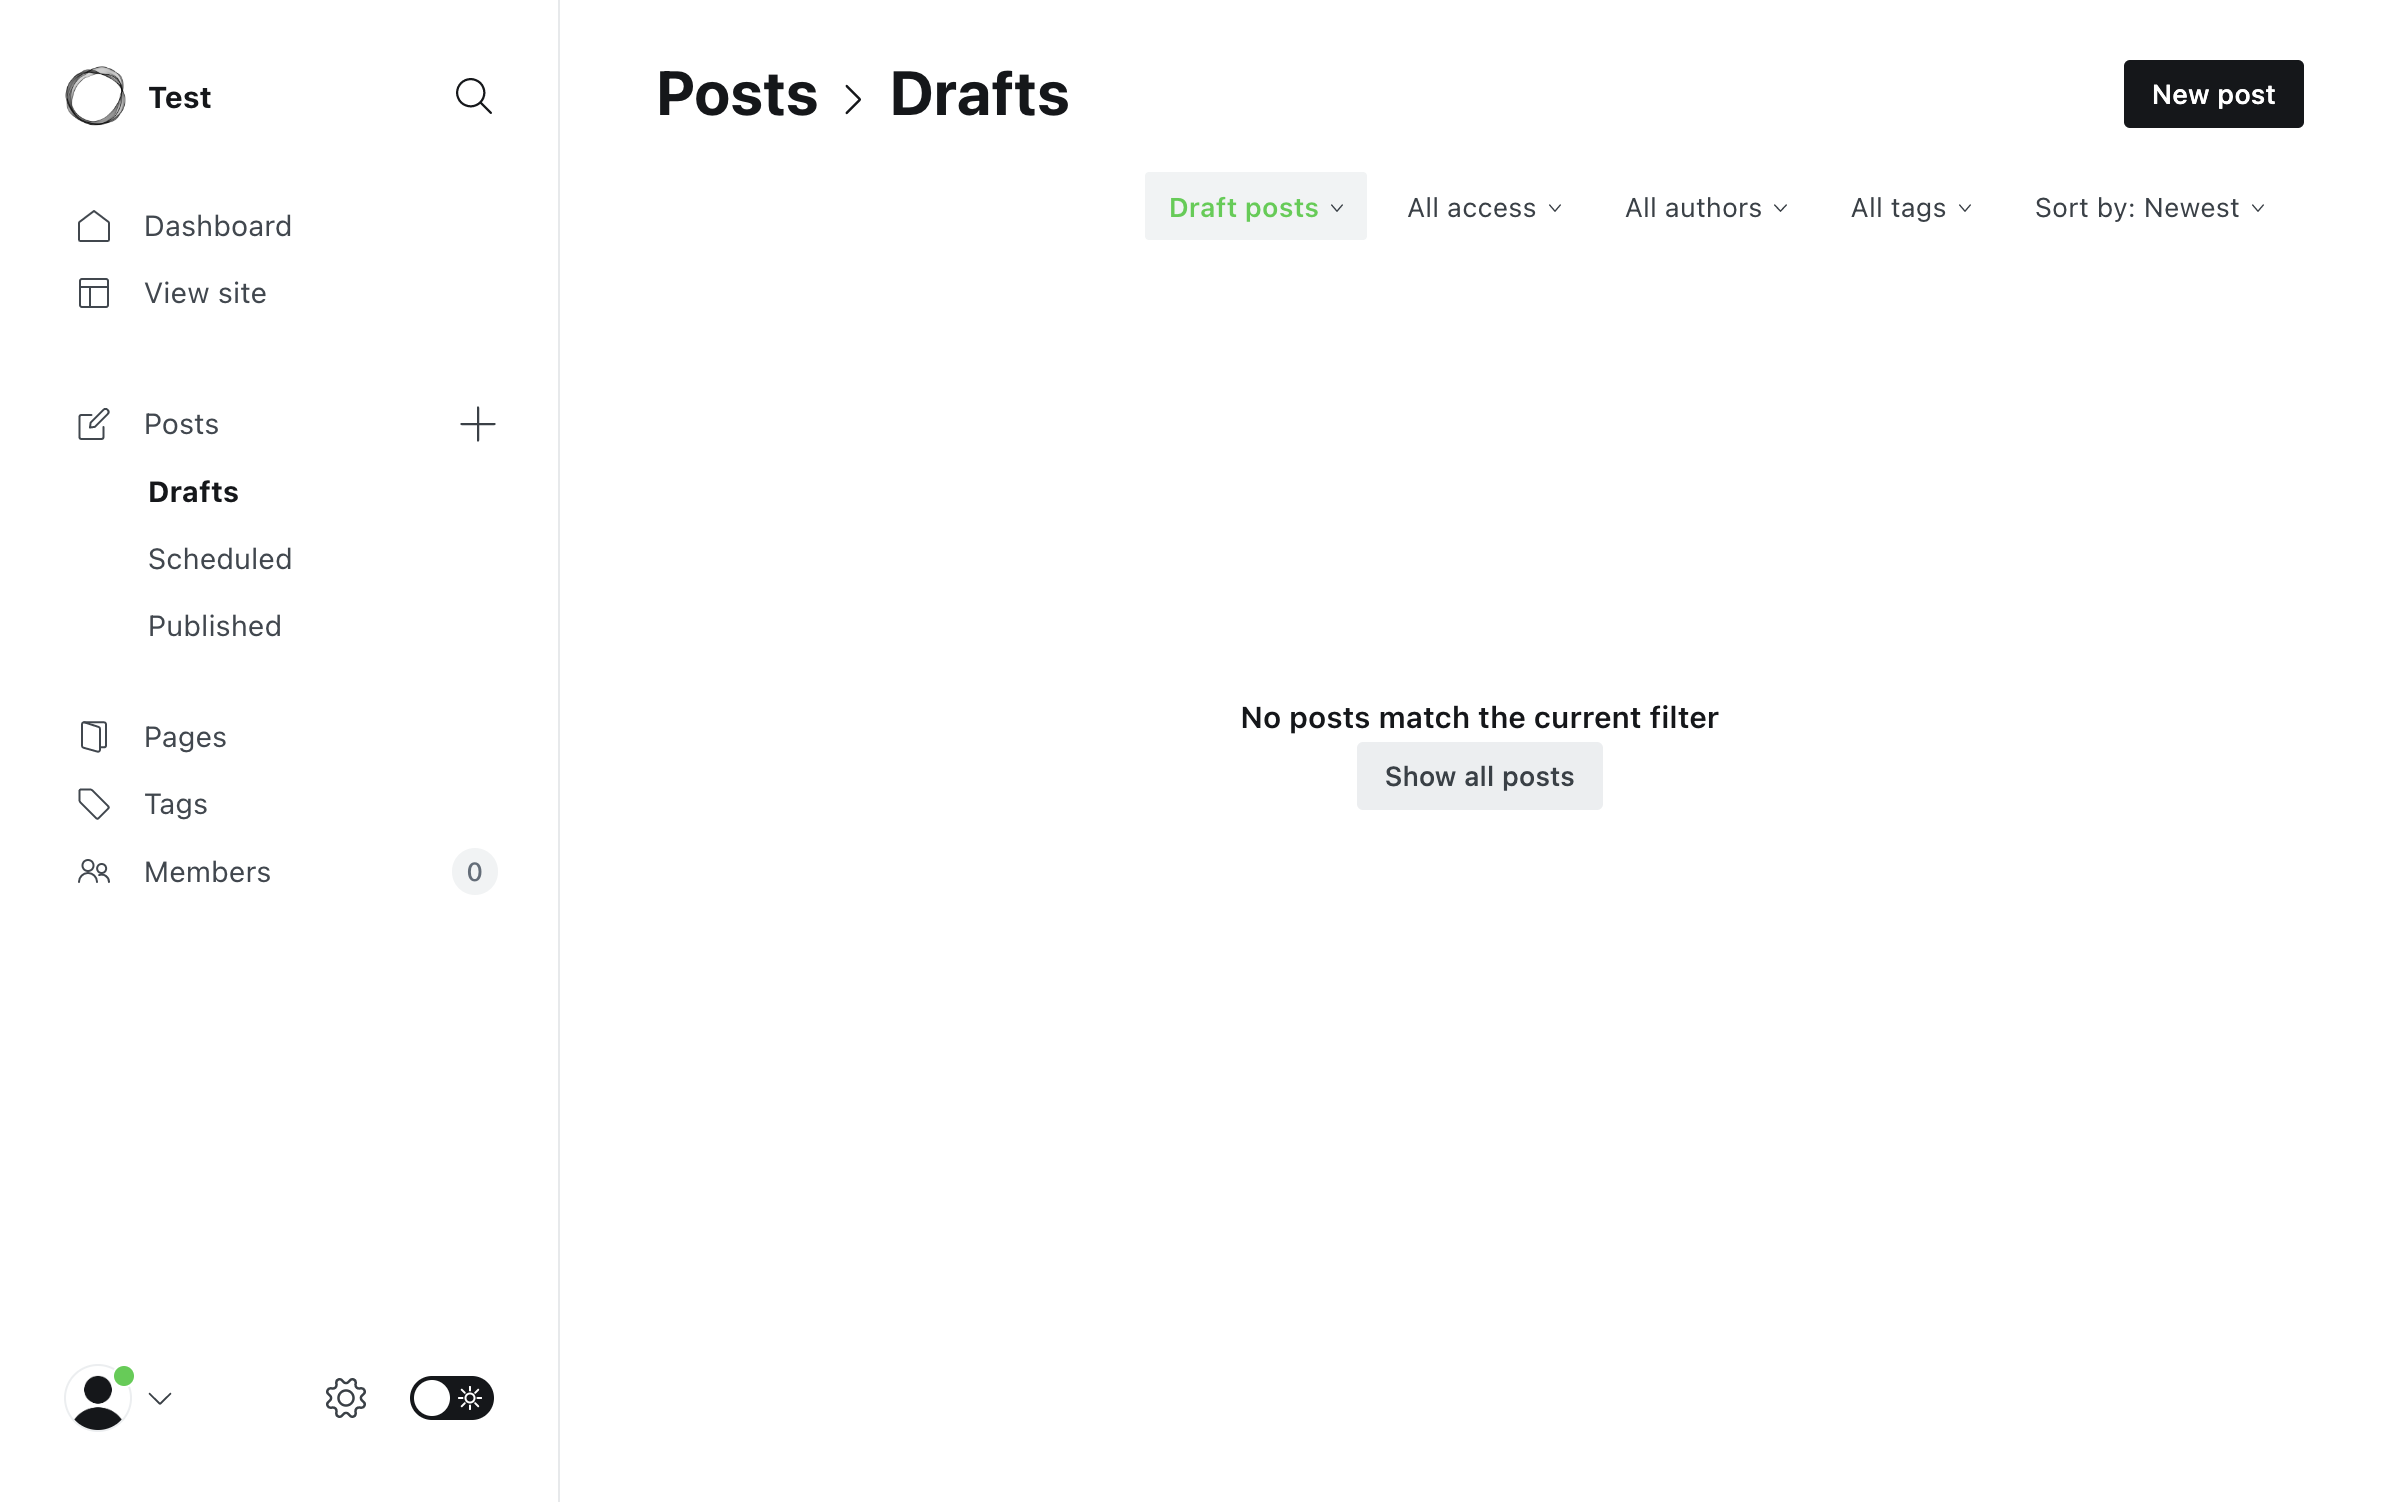 Test
Dashboard
View site
Posts
Drafts
Scheduled
Published
Pages
Tags
Members 0
Posts > Drafts
New post
Draft posts All access All authors All tags Sort by: Newest
No posts match the current filter
Show all posts